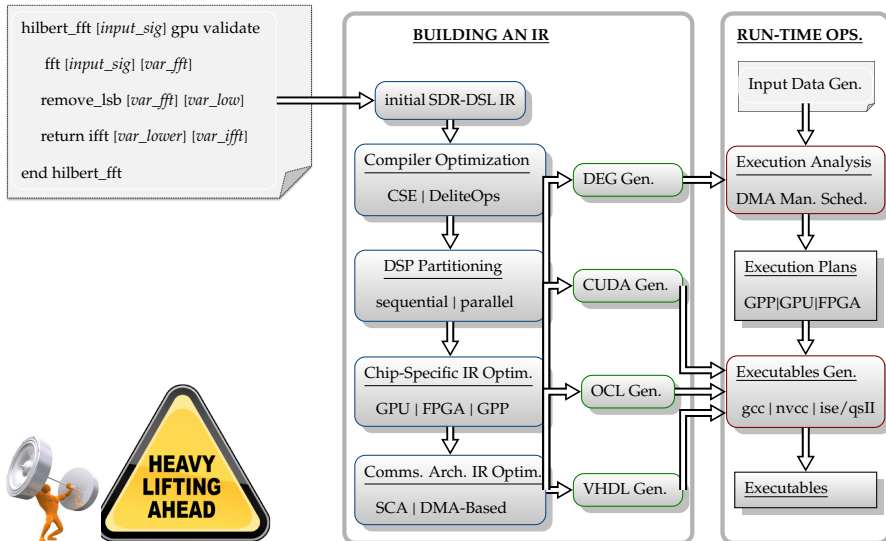 hilbert_fft [input_sig] gpu validate
fft [input_sig] [var_fft]
remove_lsb [var_fft] [var_low]
return ifft [var_lower] [var_ifft]
end hilbert_fft
BUILDING AN IR
initial SDR-DSL IR
Compiler Optimization
CSE | DeliteOps
DSP Partitioning
sequential | parallel
Chip-Specific IR Optim.
GPU | FPGA | GPP
Comms. Arch. IR Optim.
SCA | DMA-Based
DEG Gen.
CUDA Gen.
OCL Gen.
VHDL Gen.
RUN-TIME OPS.
Input Data Gen.
Execution Analysis
DMA Man. Sched.
Execution Plans
GPP|GPU|FPGA
Executables Gen.
gcc | nvcc | ise/qsII
Executables
HEAVY
LIFTING
AHEAD